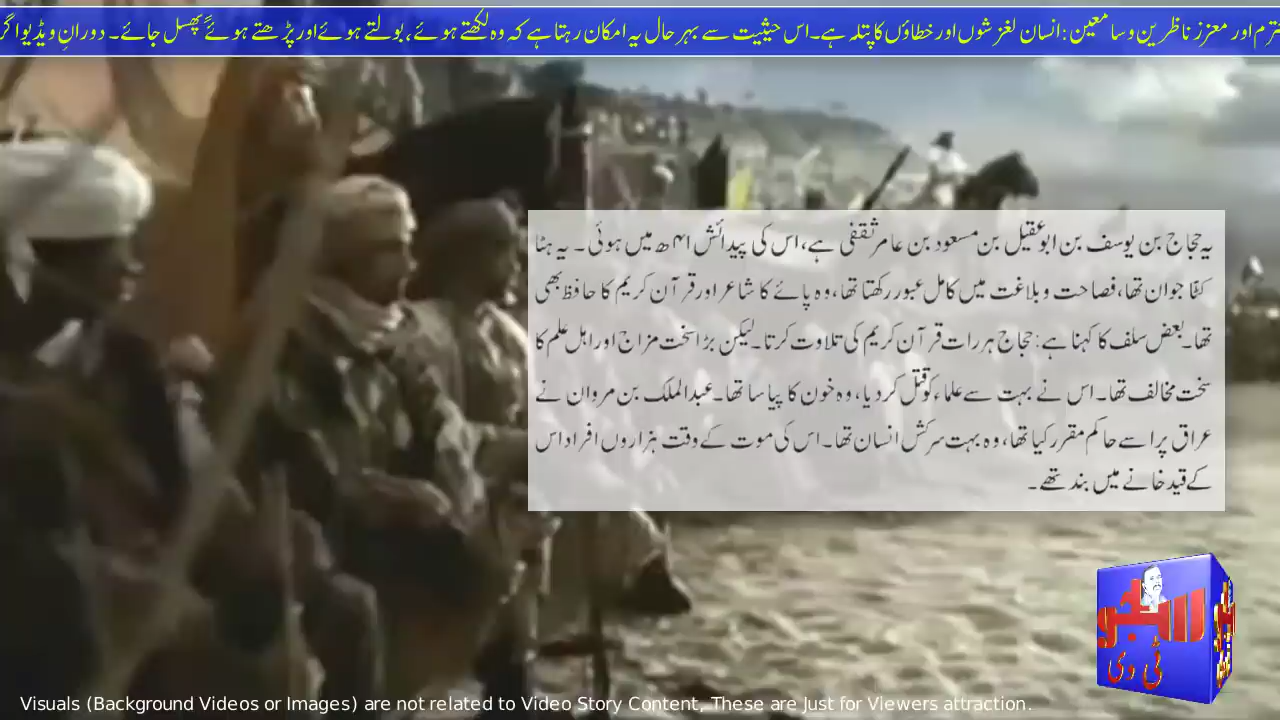 محترم اور معزز ناظرین و سامعین: انسان لغزشوں اور خطاؤں کا پتلہ ہے۔ اس حیثیت سے بہرحال یہ امکان رہتا ہے کہ وہ لکھتے ہوئے، بولتے ہوئے اور پڑھتے ہوئے پھسل جائے۔ دورانِ ویڈیو اگر
یہ حجاج بن یوسف بن ابو عقیل بن مسعود بن عامر ثقفی ہے، اس کی پیدائش ۴۱ھ میں ہوئی۔ یہ ہٹا
کٹا جوان تھا، فصاحت و بلاغت میں کامل عبور رکھتا تھا، وہ پائے کا شاعر اور قرآن کریم کا حافظ بھی
تھا۔ بعض سلف کا کہنا ہے: حجاج ہر رات قرآن کریم کی تلاوت کرتا۔ لیکن بڑا سخت مزاج اور اہل علم کا
سخت مخالف تھا۔ اس نے بہت سے علماء کو قتل کر دیا، وہ خون کا پیاسا تھا۔ عبدالملک بن مروان نے
عراق پر اسے حاکم مقرر کیا تھا، وہ بہت سرکش انسان تھا۔ اس کی موت کے وقت ہزاروں افراد اس
کے قید خانے میں بند تھے۔
ٹی وی
Visuals (Background Videos or Images) are not related to Video Story Content, These are Just for Viewers attraction.